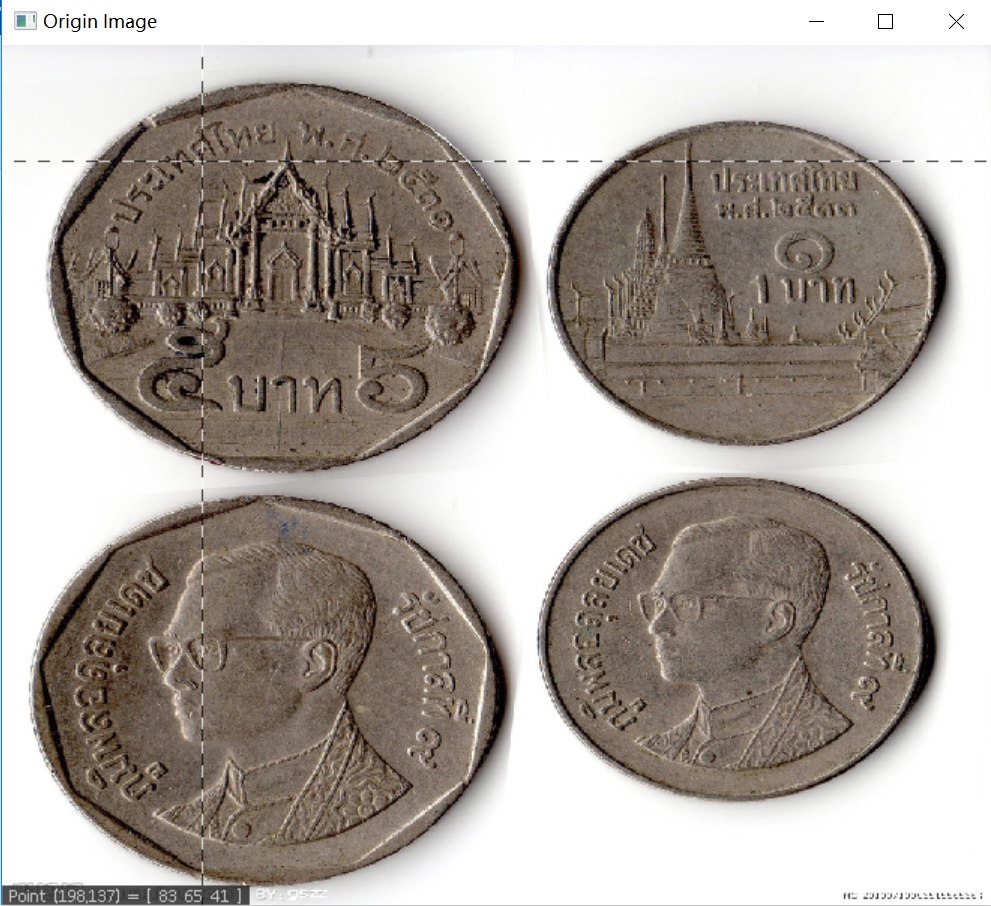 Origin Image
ประเทศไทย พ.ศ.๒๕๓๑
๕ บาท 5
ประเทศไทย
พ.ศ.๒๕๓๓
๑
1 บาท
ภูมิพลอดุลยเดช
รัชกาลที่ ๙
ภูมิพลอดุลยเดช
รัชกาลที่ ๙
Point (198,137) = [ 83 65 41 ]
BY: gszz